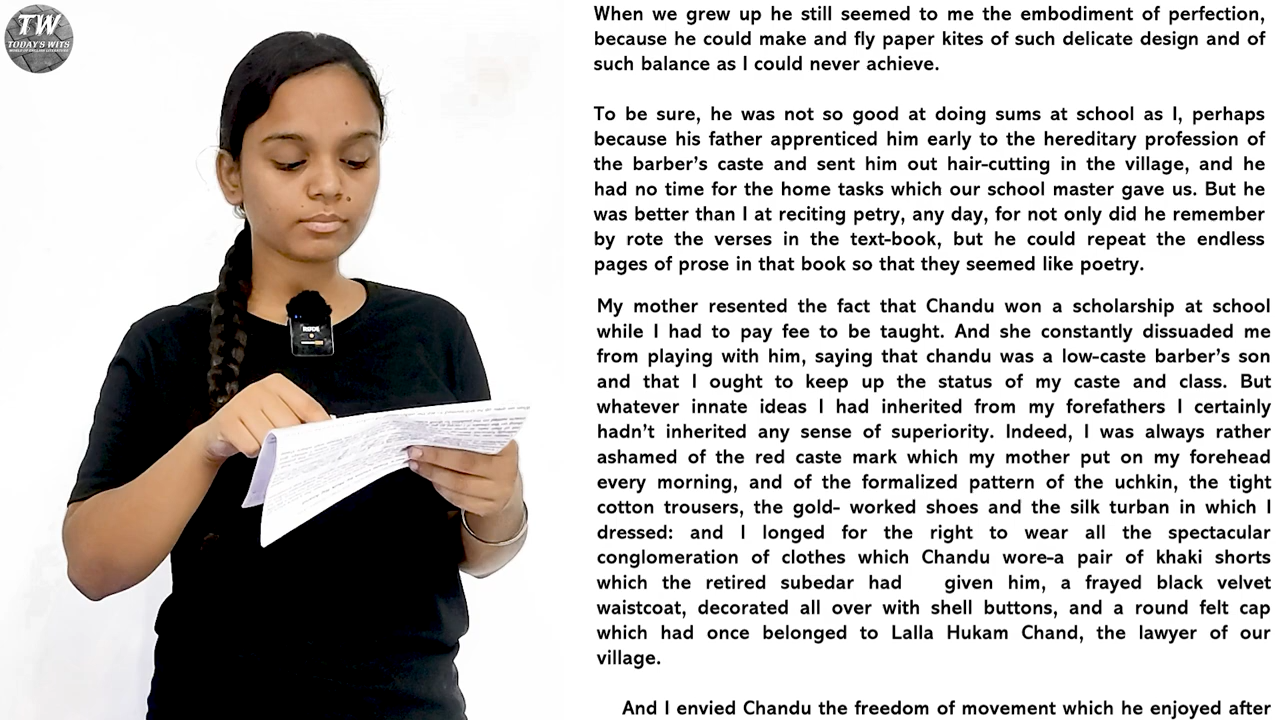 TW
TODAY'S WITS
When we grew up he still seemed to me the embodiment of perfection,
because he could make and fly paper kites of such delicate design and of
such balance as I could never achieve.
To be sure, he was not so good at doing sums at school as I, perhaps
because his father apprenticed him early to the hereditary profession of
the barber's caste and sent him out hair-cutting in the village, and he
had no time for the home tasks which our school master gave us. But he
was better than I at reciting petry, any day, for not only did he remember
by rote the verses in the text-book, but he could repeat the endless
pages of prose in that book so that they seemed like poetry.
My mother resented the fact that Chandu won a scholarship at school
while I had to pay fee to be taught. And she constantly dissuaded me
from playing with him, saying that chandu was a low-caste barber's son
and that I ought to keep up the status of my caste and class. But
whatever innate ideas I had inherited from my forefathers I certainly
hadn't inherited any sense of superiority. Indeed, I was always rather
ashamed of the red caste mark which my mother put on my forehead
every morning, and of the formalized pattern of the uchkin, the tight
cotton trousers, the gold- worked shoes and the silk turban in which I
dressed: and I longed for the right to wear all the spectacular
conglomeration of clothes which Chandu wore-a pair of khaki shorts
which the retired subedar had given him, a frayed black velvet
waistcoat, decorated all over with shell buttons, and a round felt cap
which had once belonged to Lalla Hukam Chand, the lawyer of our
village.
And I envied Chandu the freedom of movement which he enjoyed after